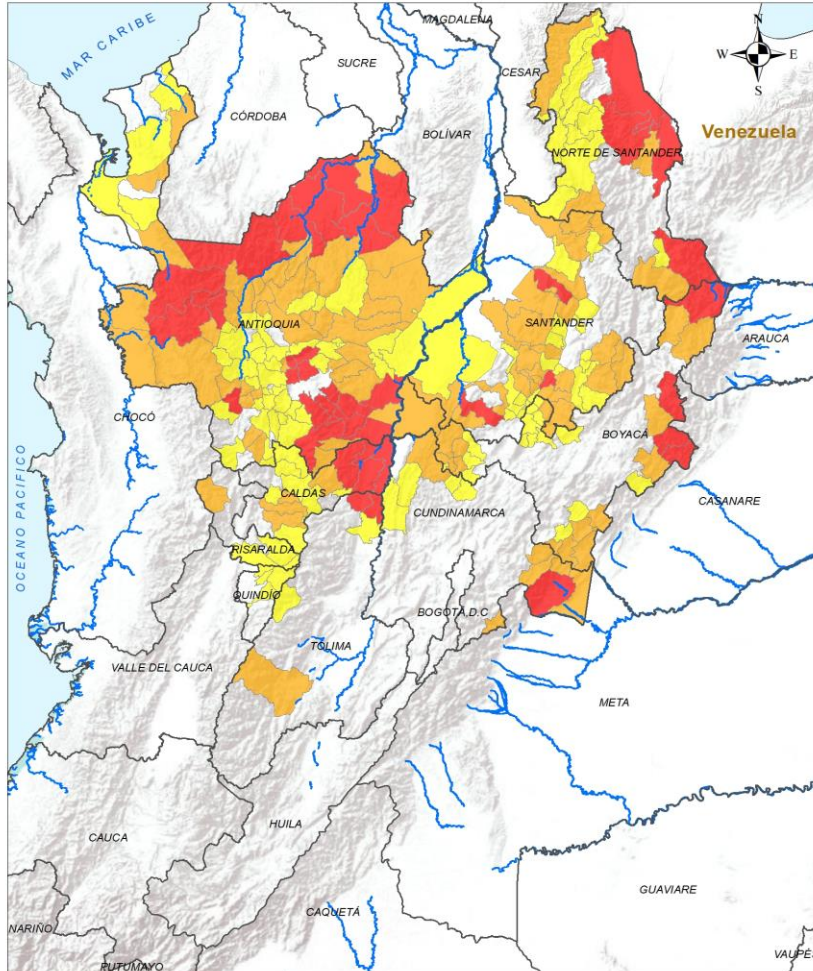 MAGDALENA
N
MAR CARIBE
SUCRE
CESAR
W
E
S
CÓRDOBA
BOLÍVAR
Venezuela
NORTE DE SANTANDER
ANTIOQUIA
SANTANDER
ARAUCA
CHOCÓ
BOYACÁ
OCEANO PACIFICO
CALDAS
CASANARE
CUNDINAMARCA
RISARALDA
QUINDÍO
BOGOTÁ, D.C
TOLIMA
VALLE DEL CAUCA
META
HUILA
CAUCA
GUAVIARE
CAQUETÁ
NARIÑO
PUTUMAYO
VAUPÉS